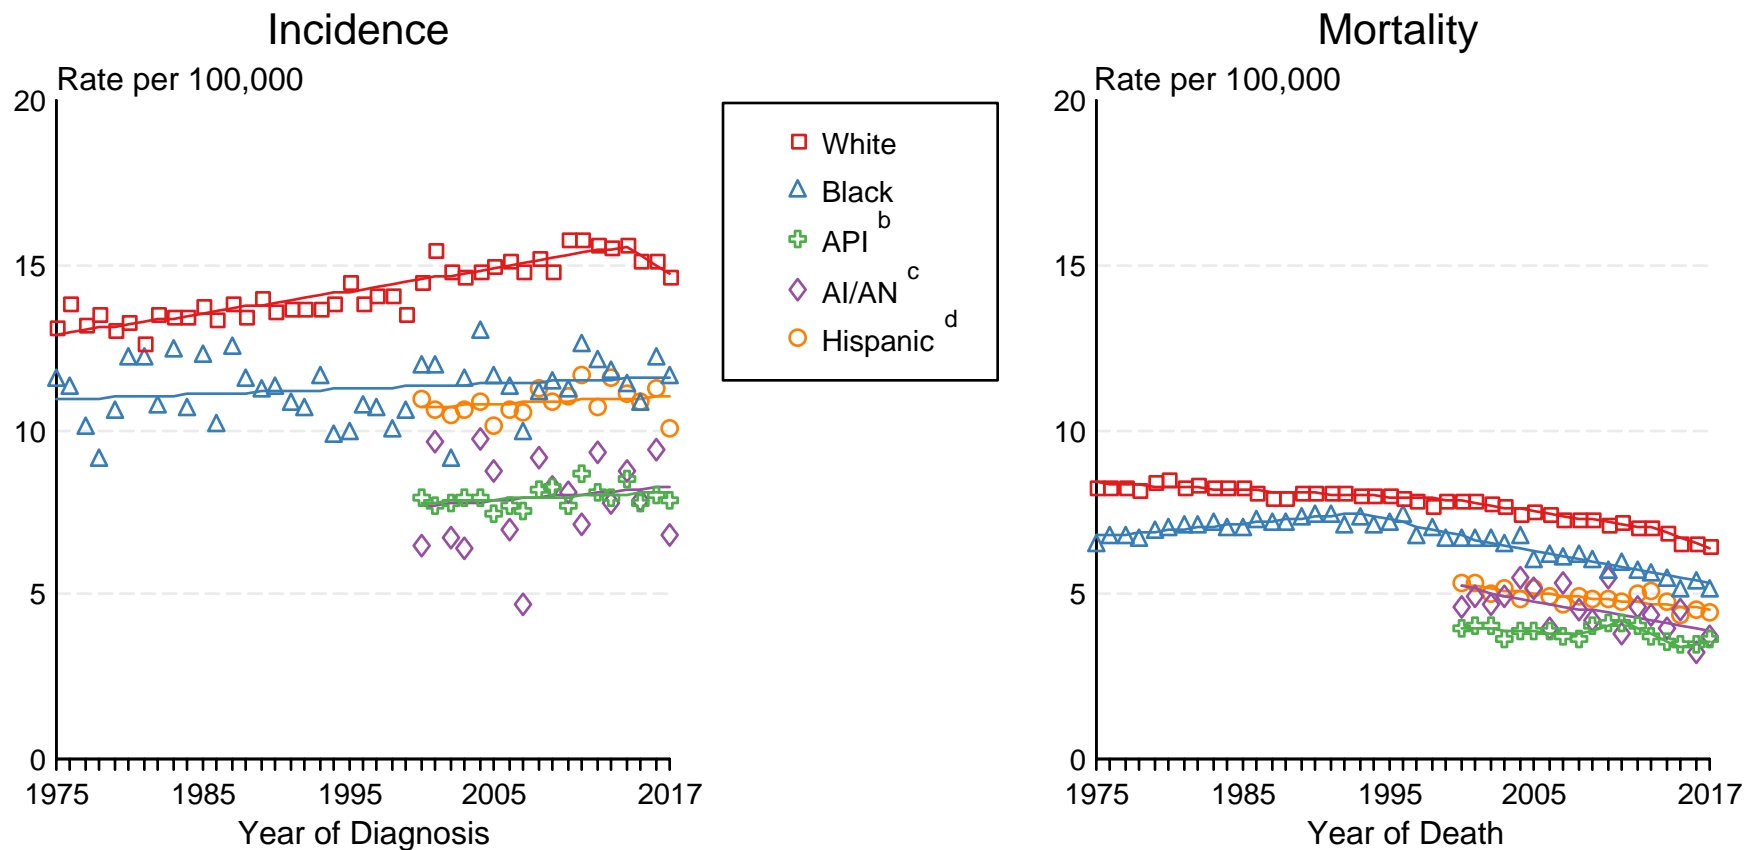 Incidence
Rate per 100,000
20
15
10
5
0
1975 1985 1995 2005 2017
Year of Diagnosis
White
Black
API b
AI/AN c
Hispanic d
Mortality
Rate per 100,000
20
15
10
5
0
1975 1985 1995 2005 2017
Year of Death